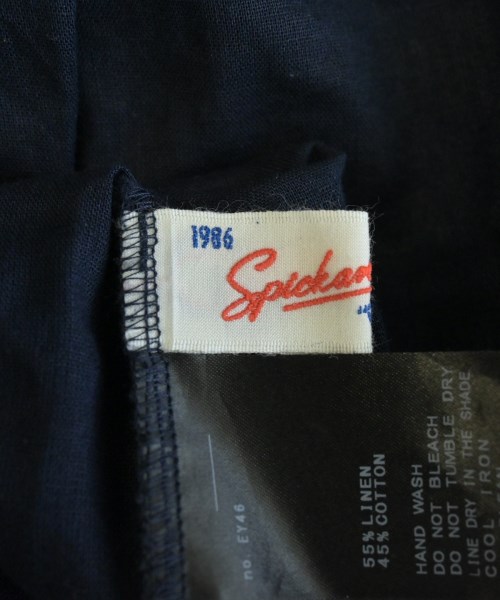 1986
Spickan
no. EY46
55% LINEN
45% COTTON
HAND WASH
DO NOT BLEACH
DO NOT TUMBLE DRY
LINE DRY IN THE SHADE
COOL IRON